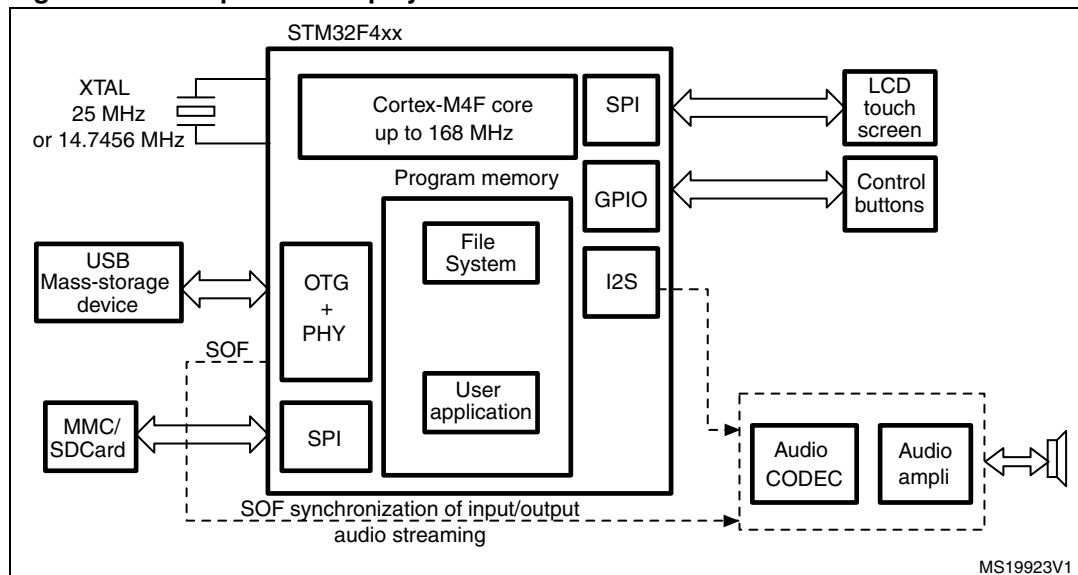 STM32F4xx
XTAL
25 MHz
or 14.7456 MHz
Cortex-M4F core
up to 168 MHz
SPI
LCD
touch
screen
Program memory
GPIO
Control
buttons
File
System
I2S
USB
Mass-storage
device
OTG
+
PHY
SOF
User
application
MMC/
SDCard
SPI
Audio
CODEC
Audio
ampli
SOF synchronization of input/output
audio streaming
MS19923V1